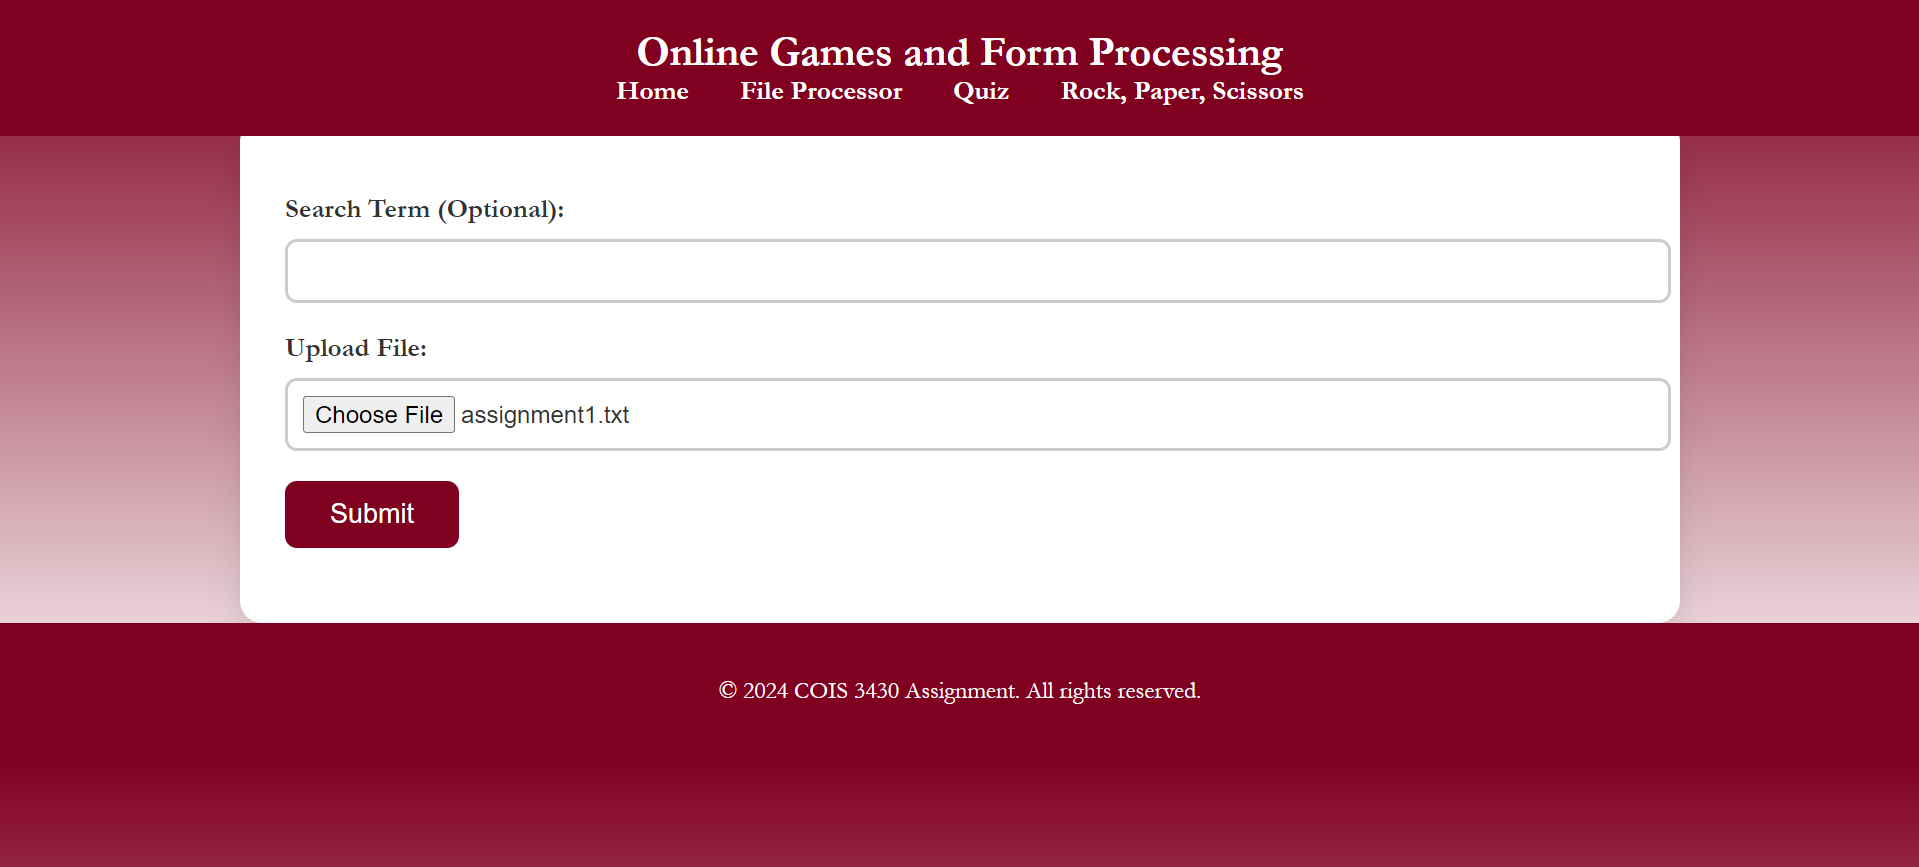 Online Games and Form Processing
Home File Processor Quiz Rock, Paper, Scissors
Search Term (Optional):
Upload File:
Choose File assignment1.txt
Submit
© 2024 COIS 3430 Assignment. All rights reserved.